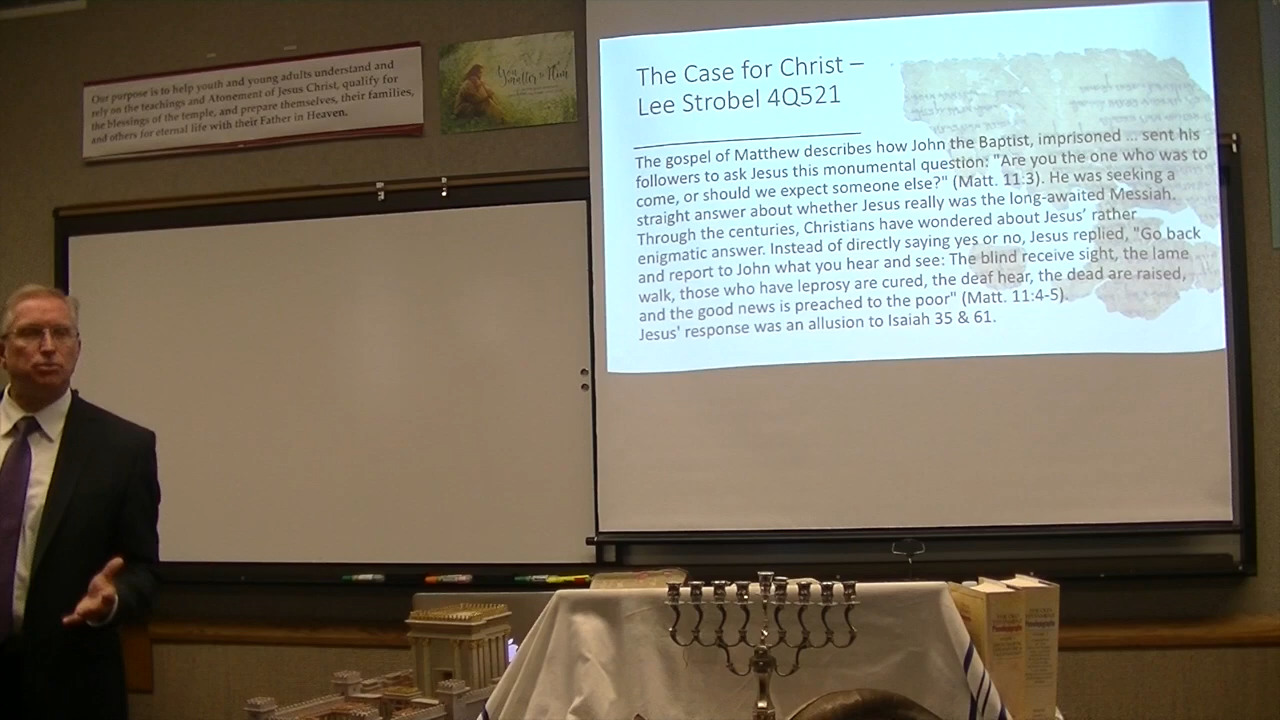 Our purpose is to help youth and young adults understand and
rely on the teachings and Atonement of Jesus Christ, qualify for
the blessings of the temple, and prepare themselves, their families,
and others for eternal life with their Father in Heaven.
You
matter to Him
The Case for Christ –
Lee Strobel 4Q521
The gospel of Matthew describes how John the Baptist, imprisoned ... sent his
followers to ask Jesus this monumental question: "Are you the one who was to
come, or should we expect someone else?" (Matt. 11:3). He was seeking a
straight answer about whether Jesus really was the long-awaited Messiah.
Through the centuries, Christians have wondered about Jesus' rather
enigmatic answer. Instead of directly saying yes or no, Jesus replied, "Go back
and report to John what you hear and see: The blind receive sight, the lame
walk, those who have leprosy are cured, the deaf hear, the dead are raised,
and the good news is preached to the poor" (Matt. 11:4-5).
Jesus' response was an allusion to Isaiah 35 & 61.